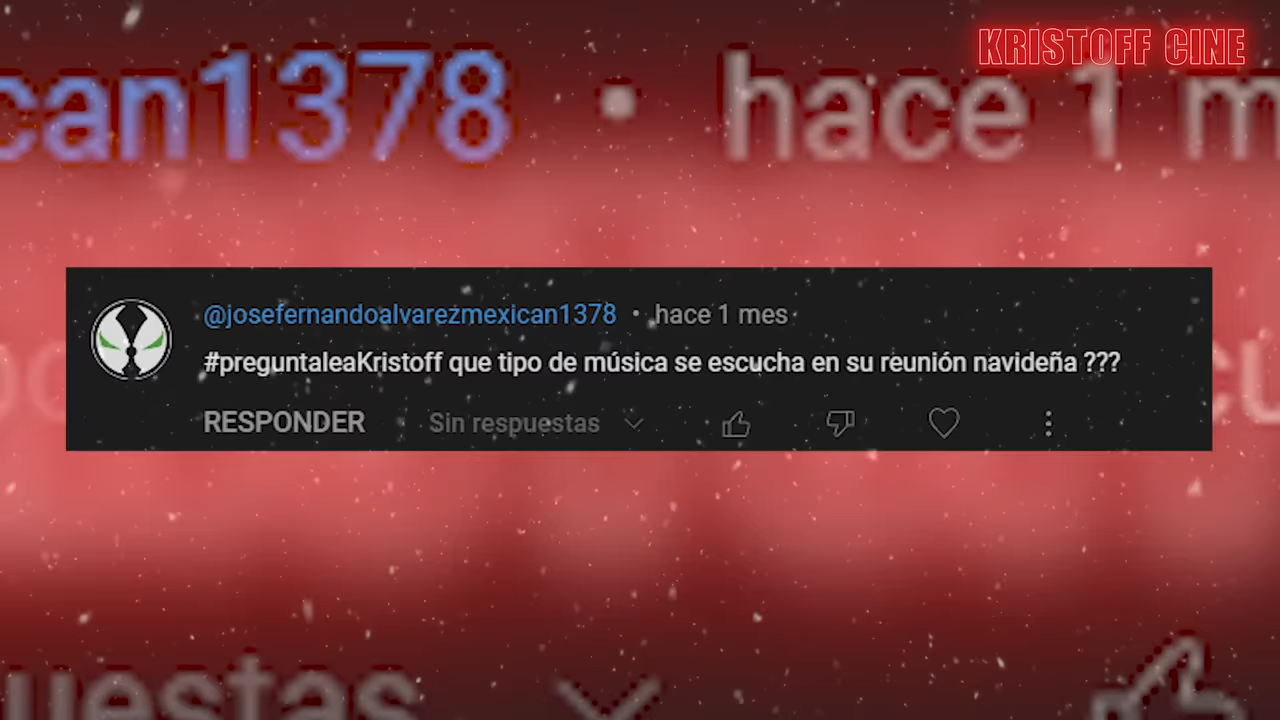 KRISTOFF CINE
can1378 · hace 1 m
@josefernandoalvarezmexican1378 · hace 1 mes
#preguntaleaKristoff que tipo de música se escucha en su reunión navideña ???
RESPONDER Sin respuestas
uestas